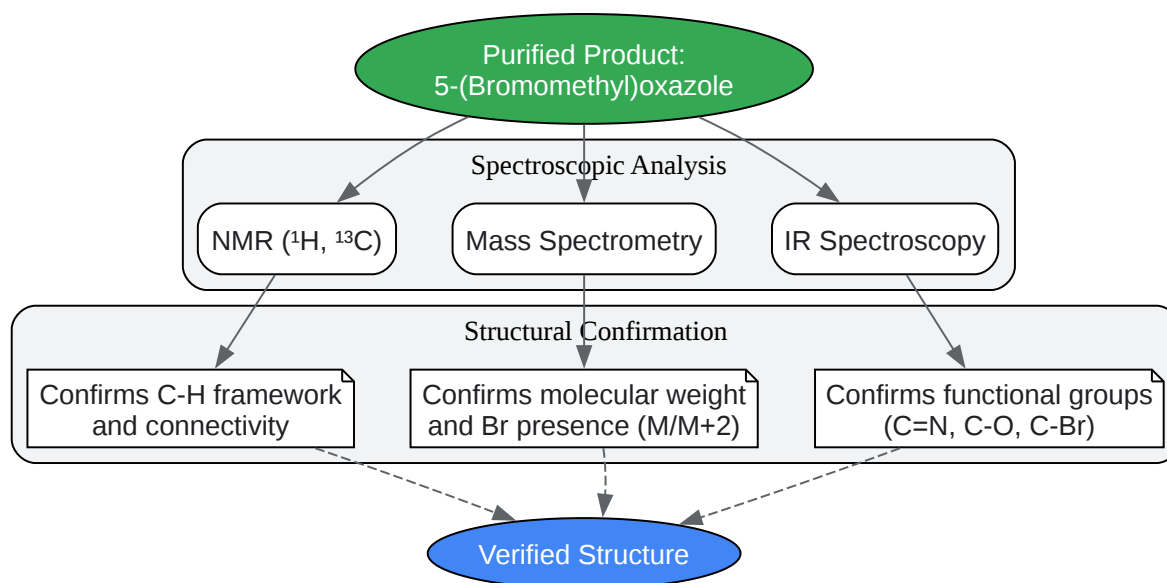 Purified Product:
5-(Bromomethyl)oxazole
Spectroscopic Analysis
NMR (¹H, ¹³C)
Mass Spectrometry
IR Spectroscopy
Structural Confirmation
Confirms C-H framework
and connectivity
Confirms molecular weight
and Br presence (M/M+2)
Confirms functional groups
(C=N, C-O, C-Br)
Verified Structure